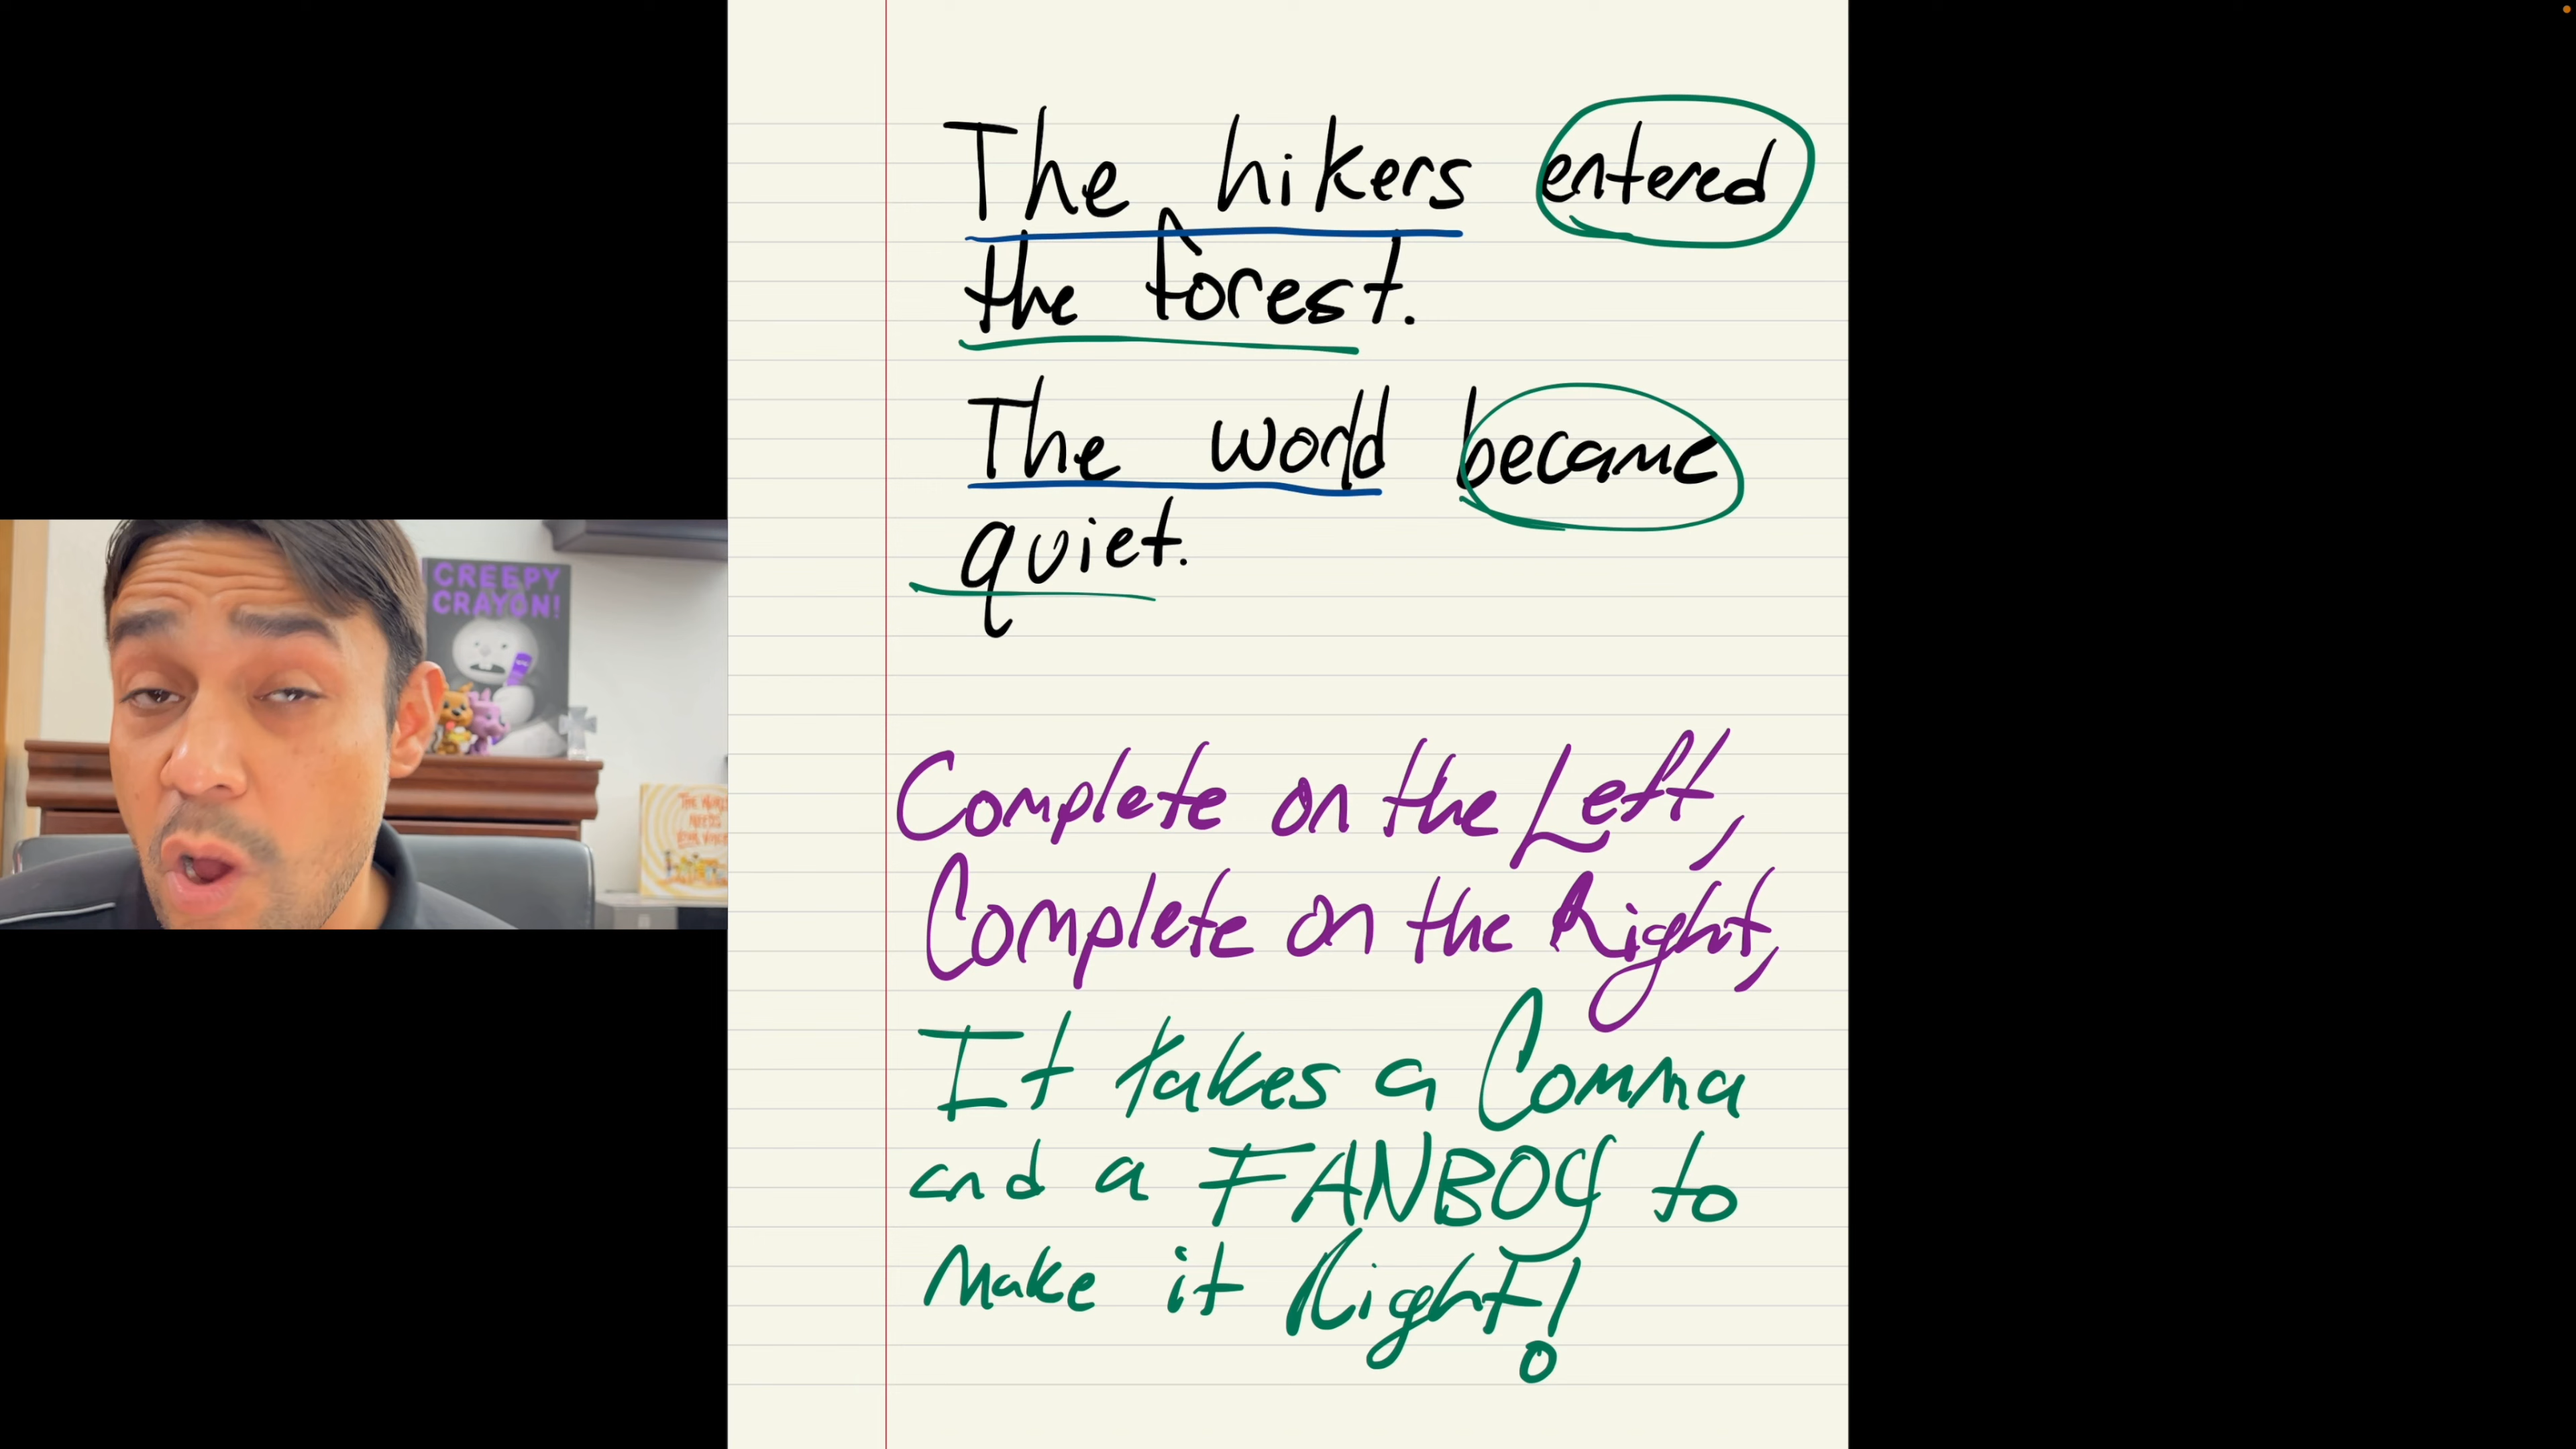 The hikers entered
the forest.
The world became
quiet.
CREEPY
CRAYON!
Complete on the Left,
Complete on the Right,
It takes a Comma
and a FANBOY to
make it Right!